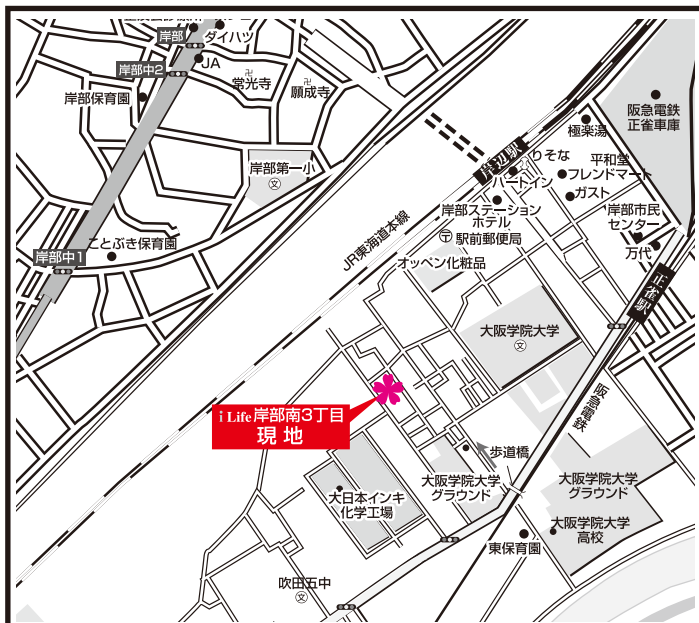 岸部
ダイハツ
JA
岸部中2
常光寺
願成寺
岸部保育園
岸部第一小
文
岸部中1
ことぶき保育園
JR東海道本線
岸辺駅
りそな
ハートイン
極楽湯
平和堂
フレンドマート
ガスト
阪急電鉄
正雀車庫
岸部ステーション
ホテル
〒
駅前郵便局
岸部市民
センター
万代
オッペン化粧品
正雀駅
大阪学院大学
文
阪急電鉄
i Life 岸部南3丁目
現地
歩道橋
大阪学院大学
グラウンド
大阪学院大学
グラウンド
大日本インキ
化学工場
大阪学院大学
高校
東保育園
吹田五中
文